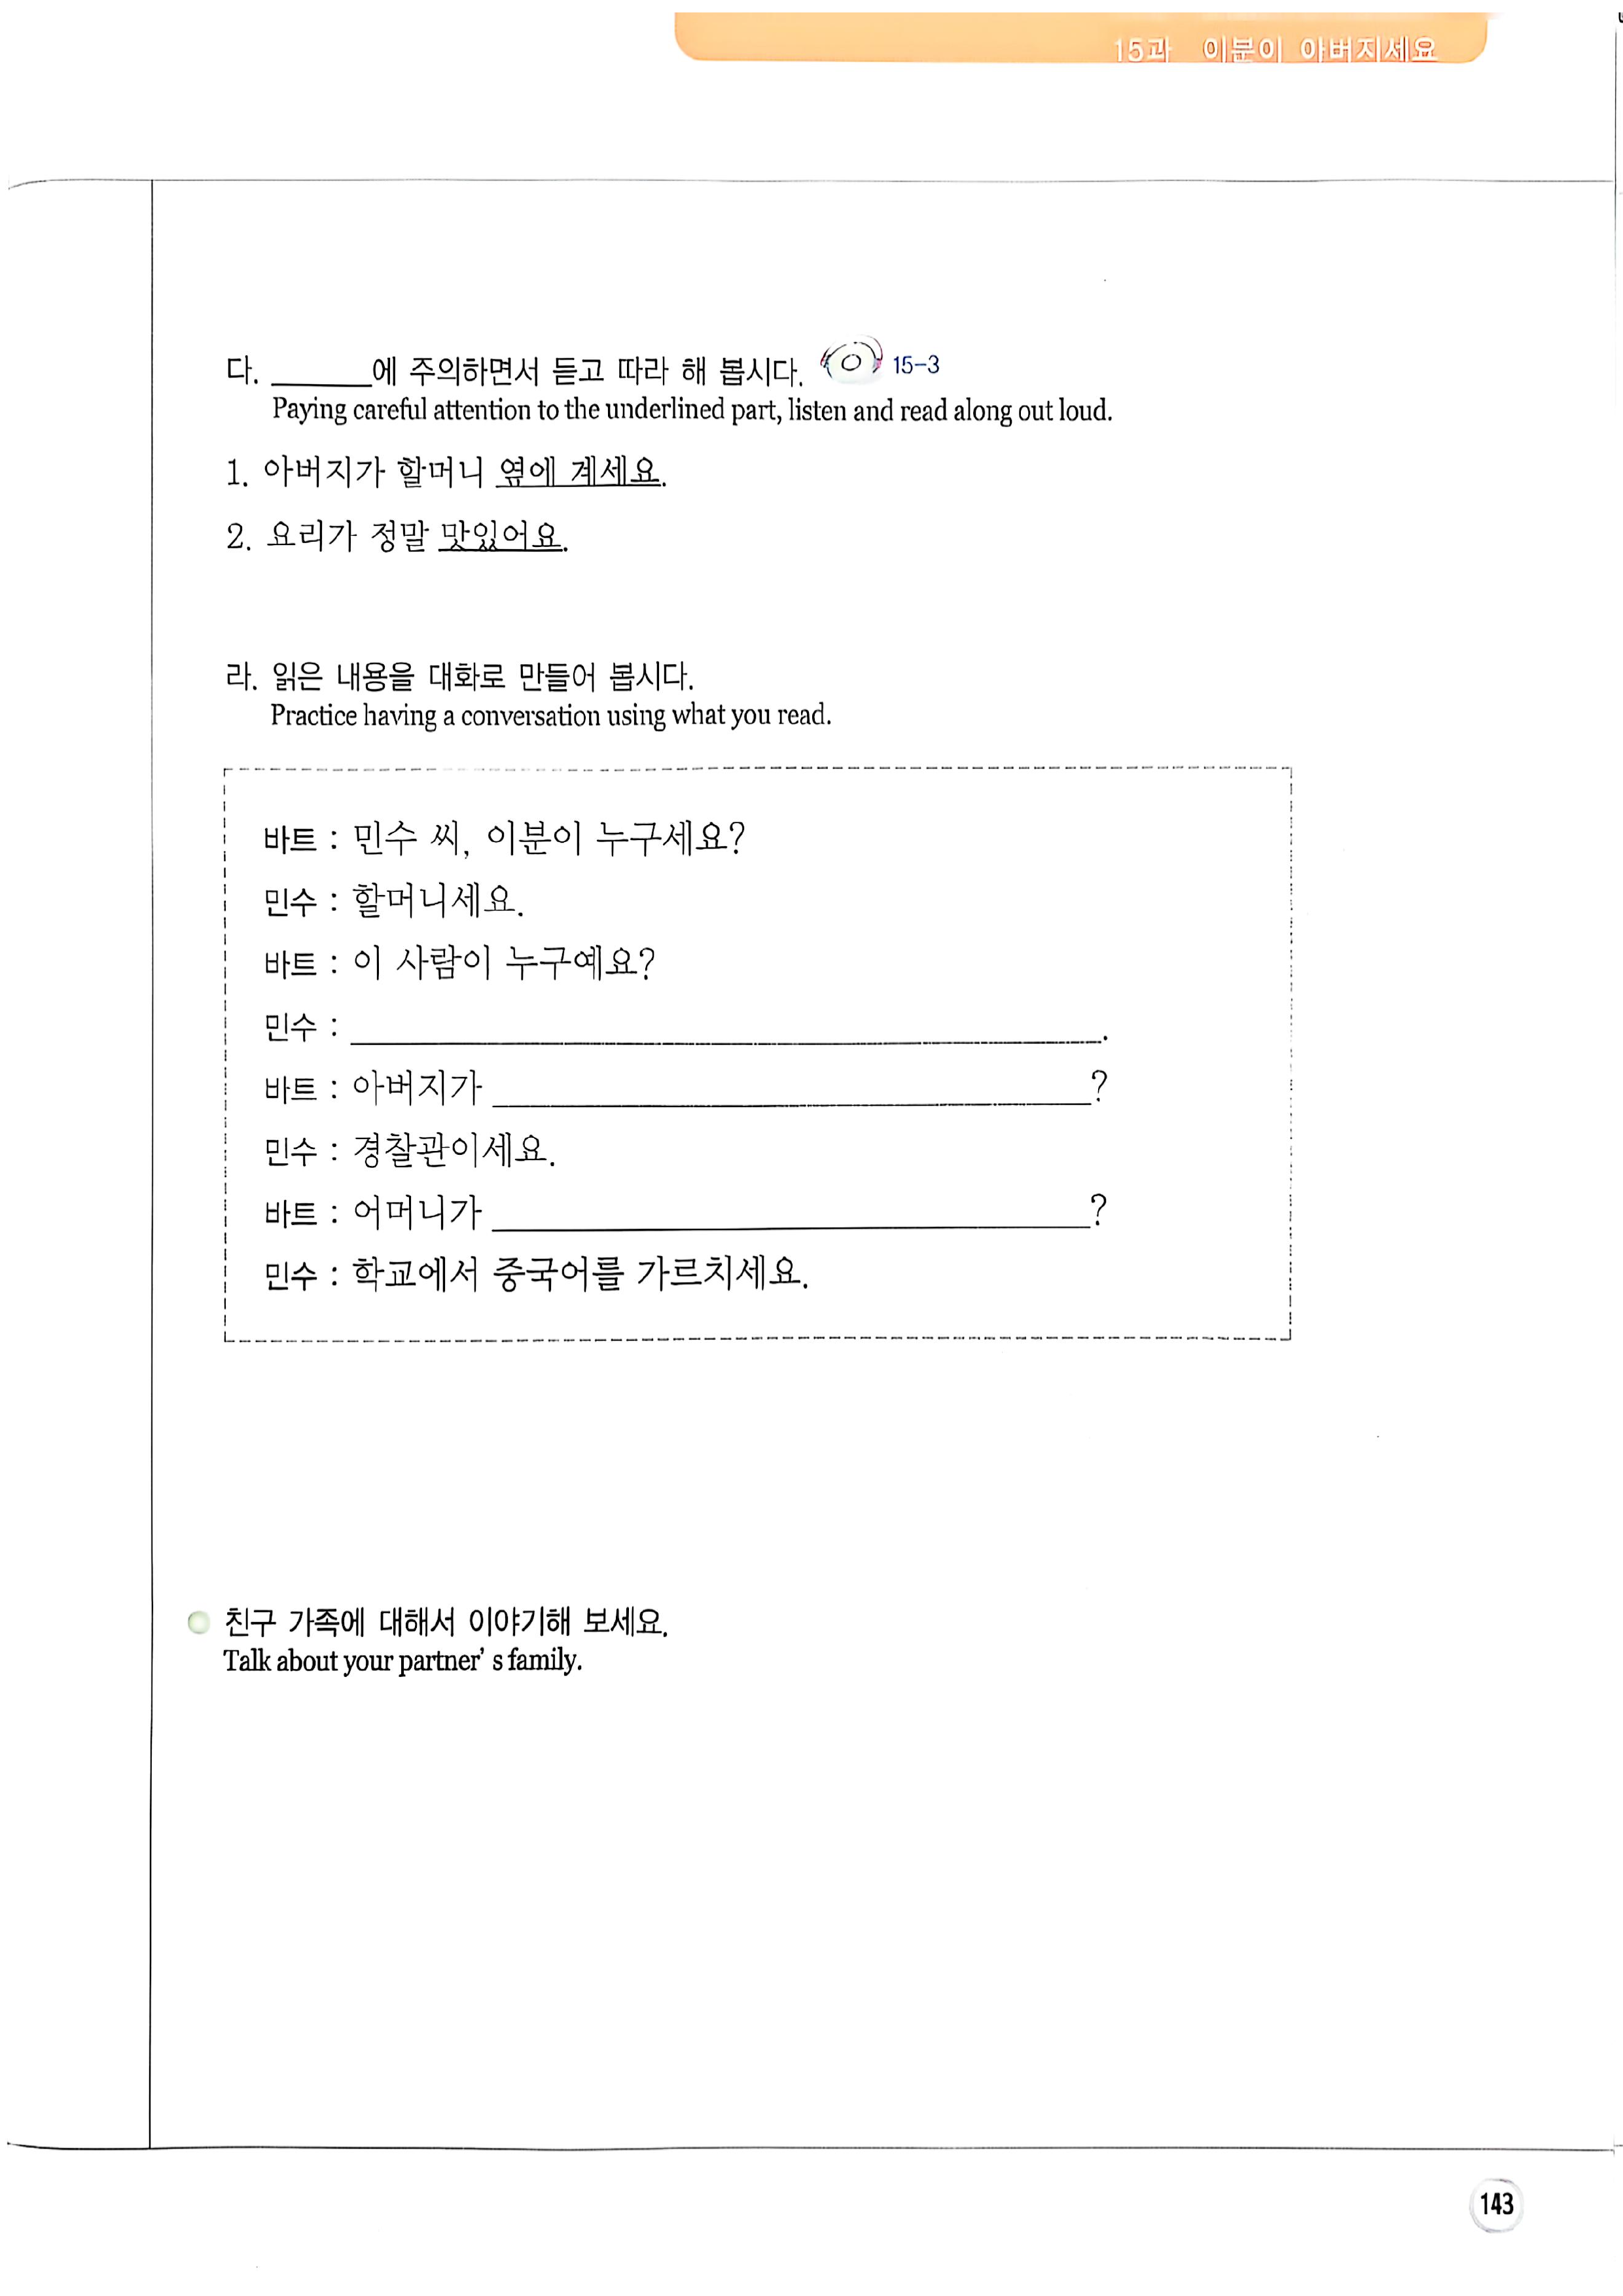 15과 이분이 아버지세요
다. ______에 주의하면서 듣고 따라 해 봅시다. 15-3
Paying careful attention to the underlined part, listen and read along out loud.
1. 아버지가 할머니 옆에 계세요.
2. 요리가 정말 맛있어요.
라. 읽은 내용을 대화로 만들어 봅시다.
Practice having a conversation using what you read.
바트 : 민수 씨, 이분이 누구세요?
민수 : 할머니세요.
바트 : 이 사람이 누구예요?
민수 : ______.
바트 : 아버지가 ______?
민수 : 경찰관이세요.
바트 : 어머니가 ______?
민수 : 학교에서 중국어를 가르치세요.
친구 가족에 대해서 이야기해 보세요.
Talk about your partner's family.
143